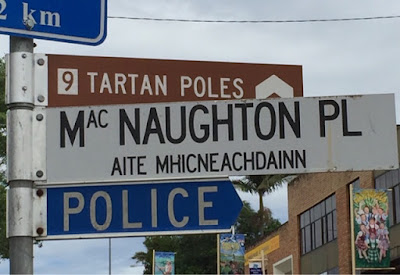 2 km
9 TARTAN POLES
MAC NAUGHTON PL
AITE MHICNEACHDAINN
POLICE